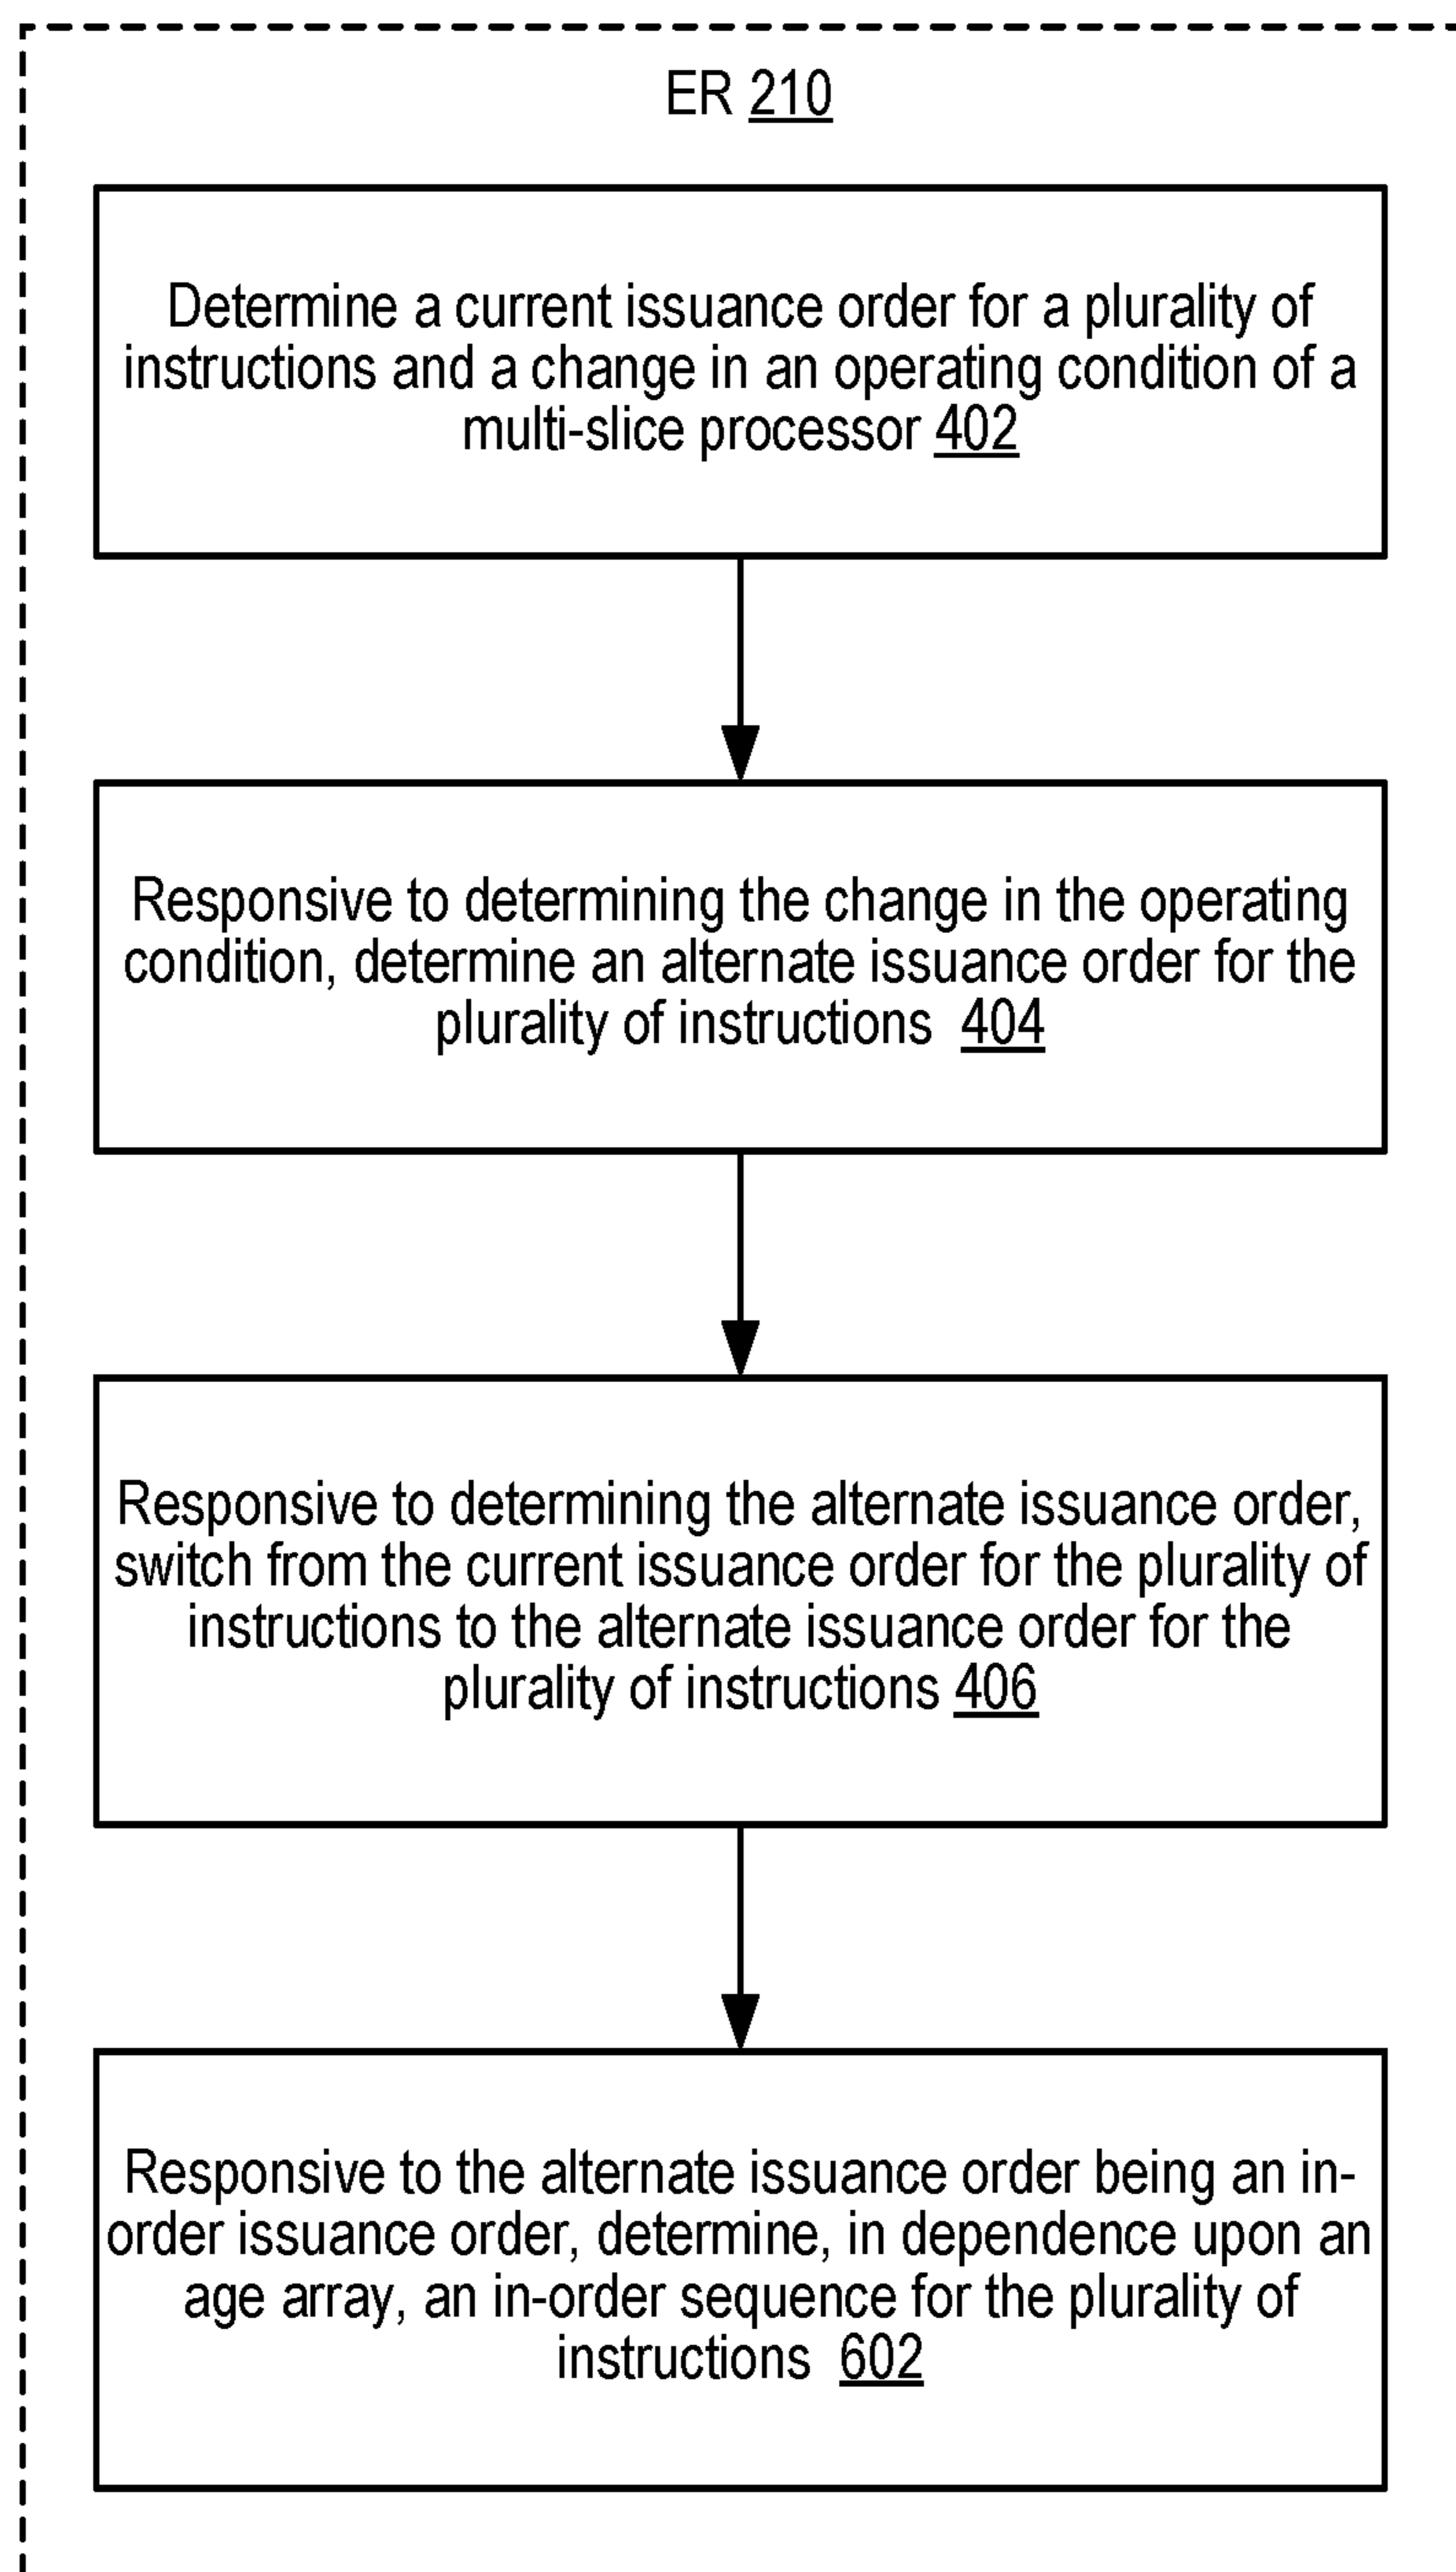 ER 210
Determine a current issuance order for a plurality of
instructions and a change in an operating condition of a
multi-slice processor 402
Responsive to determining the change in the operating
condition, determine an alternate issuance order for the
plurality of instructions 404
Responsive to determining the alternate issuance order,
switch from the current issuance order for the plurality of
instructions to the alternate issuance order for the
plurality of instructions 406
Responsive to the alternate issuance order being an in-
order issuance order, determine, in dependence upon an
age array, an in-order sequence for the plurality of
instructions 602